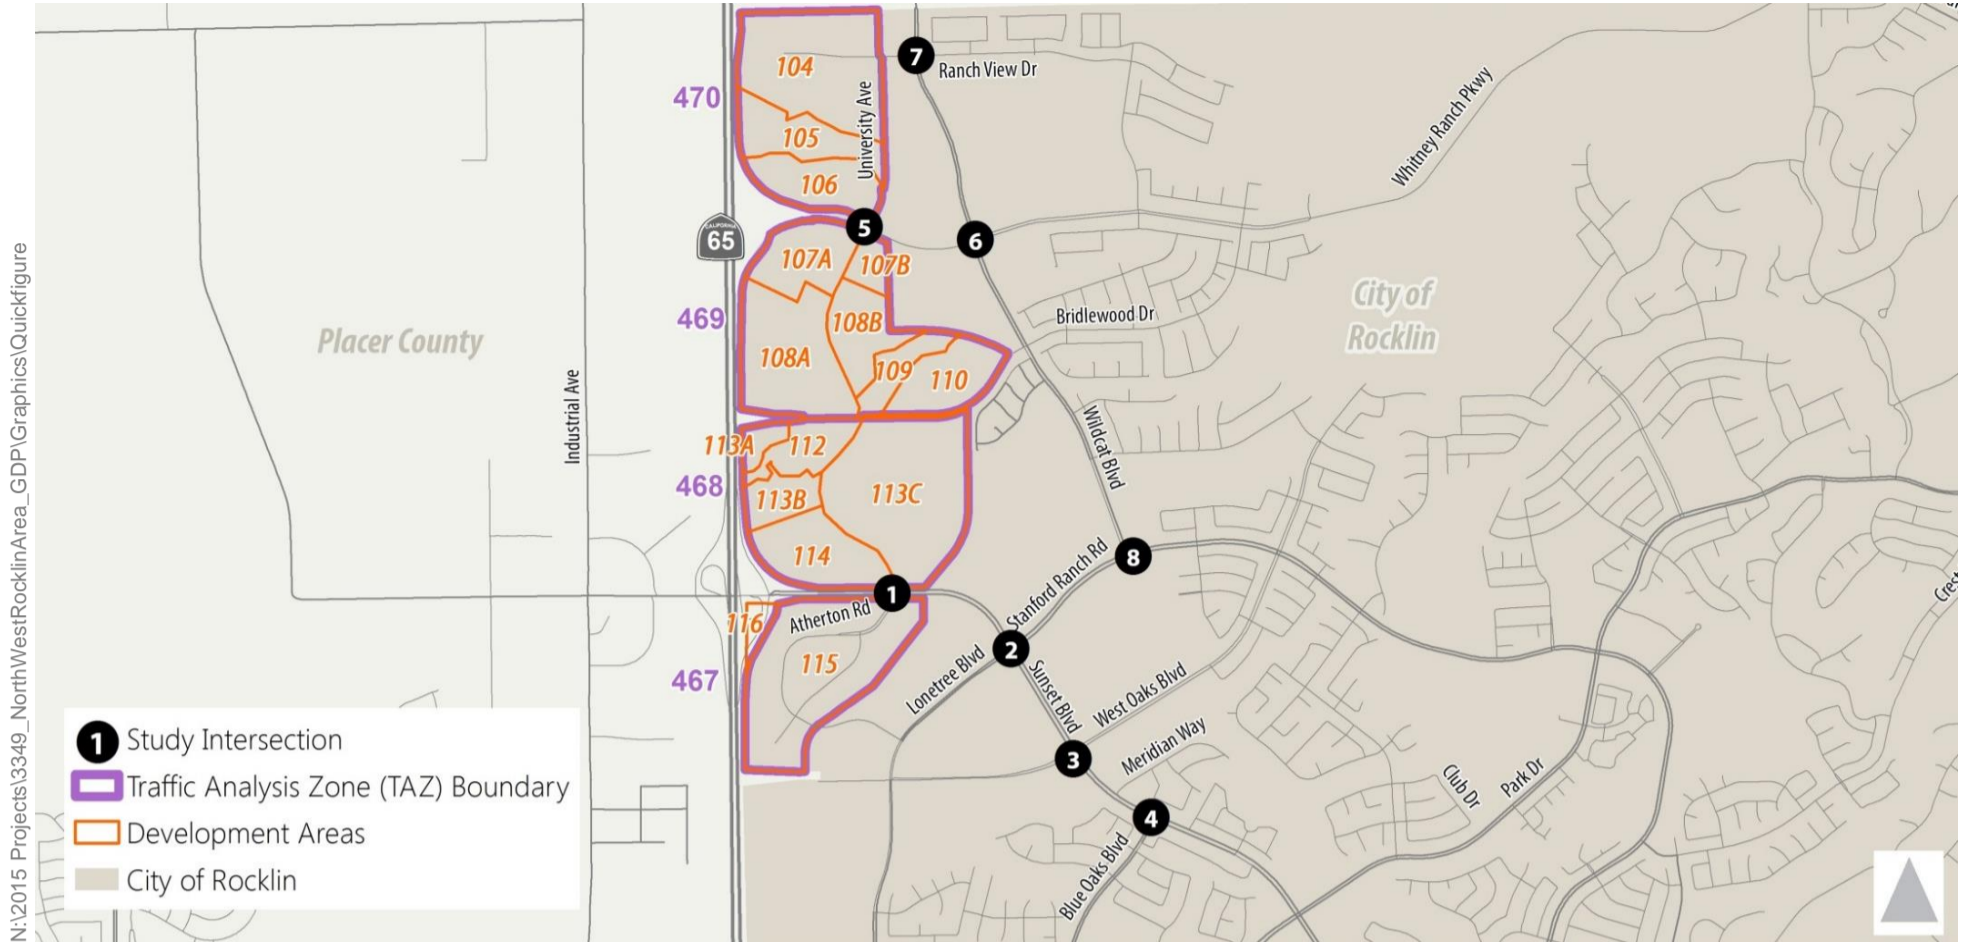 N:\2015 Projects\3349_NorthWestRocklinArea_GDP\Graphics\Quickfigure
104
470
7
Ranch View Dr
University Ave
105
106
Whitney Ranch Pkwy
5
CALIFORNIA
65
6
107A
107B
469
108B
108A
109
110
Bridlewood Dr
City of
Rocklin
Placer County
Industrial Ave
Wildcat Blvd
113A
112
468
113B
113C
114
8
Stanford Ranch Rd
1
Atherton Rd
116
115
467
2
Lonetree Blvd
Sunset Blvd
West Oaks Blvd
3
Meridian Way
4
Blue Oaks Blvd
Club Dr
Park Dr
Crest
1 Study Intersection
Traffic Analysis Zone (TAZ) Boundary
Development Areas
City of Rocklin